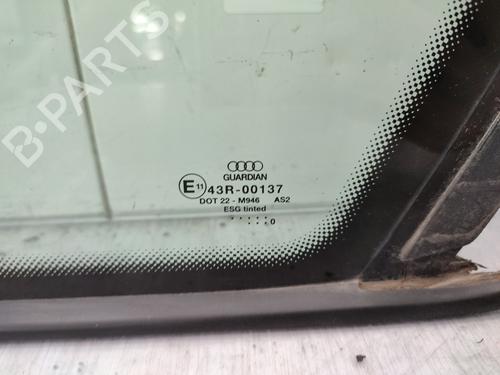 B-PARTS
GUARDIAN
E11 43R-00137
DOT 22 - M946 AS2
ESG tinted
. . . . . . . . . 0